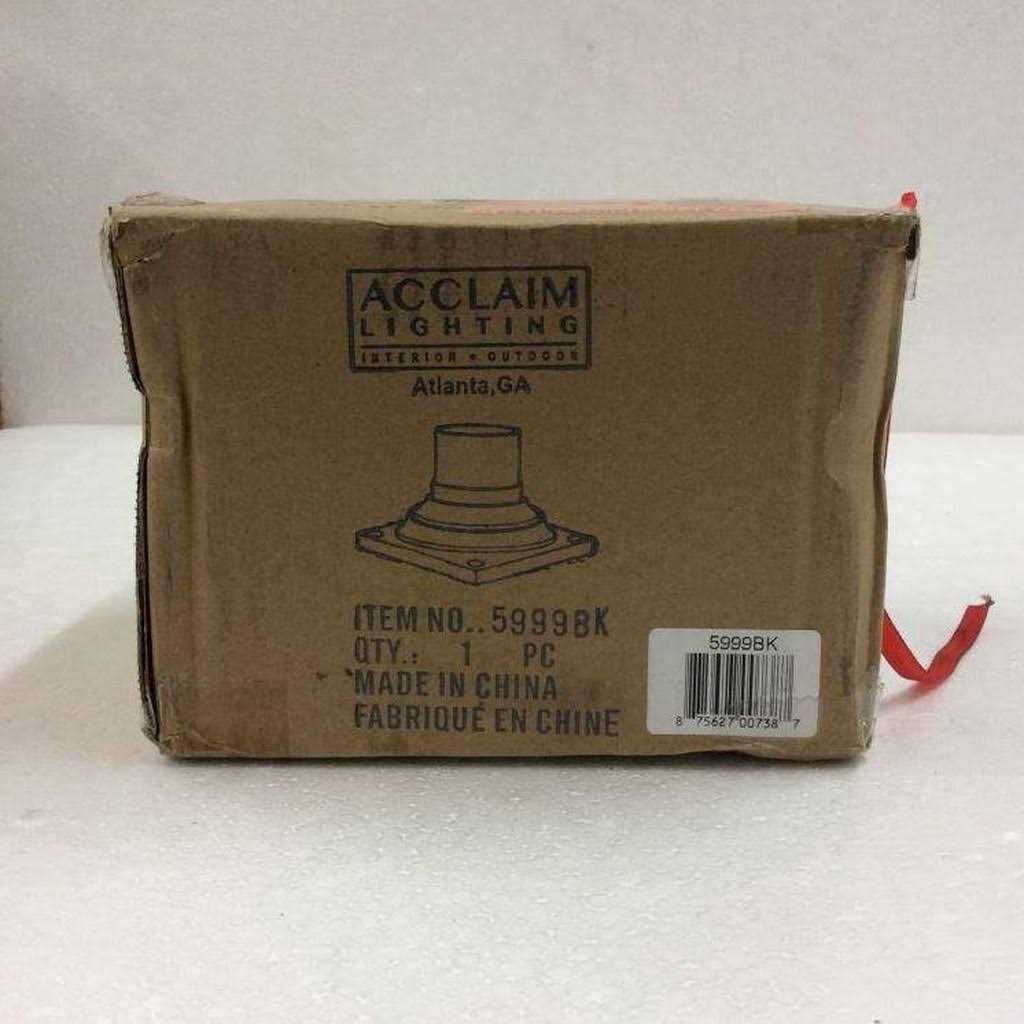 ACCLAIM
LIGHTING
INTERIOR • OUTDOOR
Atlanta,GA
ITEM NO.. 5999BK
QTY.: 1 PC
MADE IN CHINA
FABRIQUÉ EN CHINE
5999BK
8 75627 00738 7